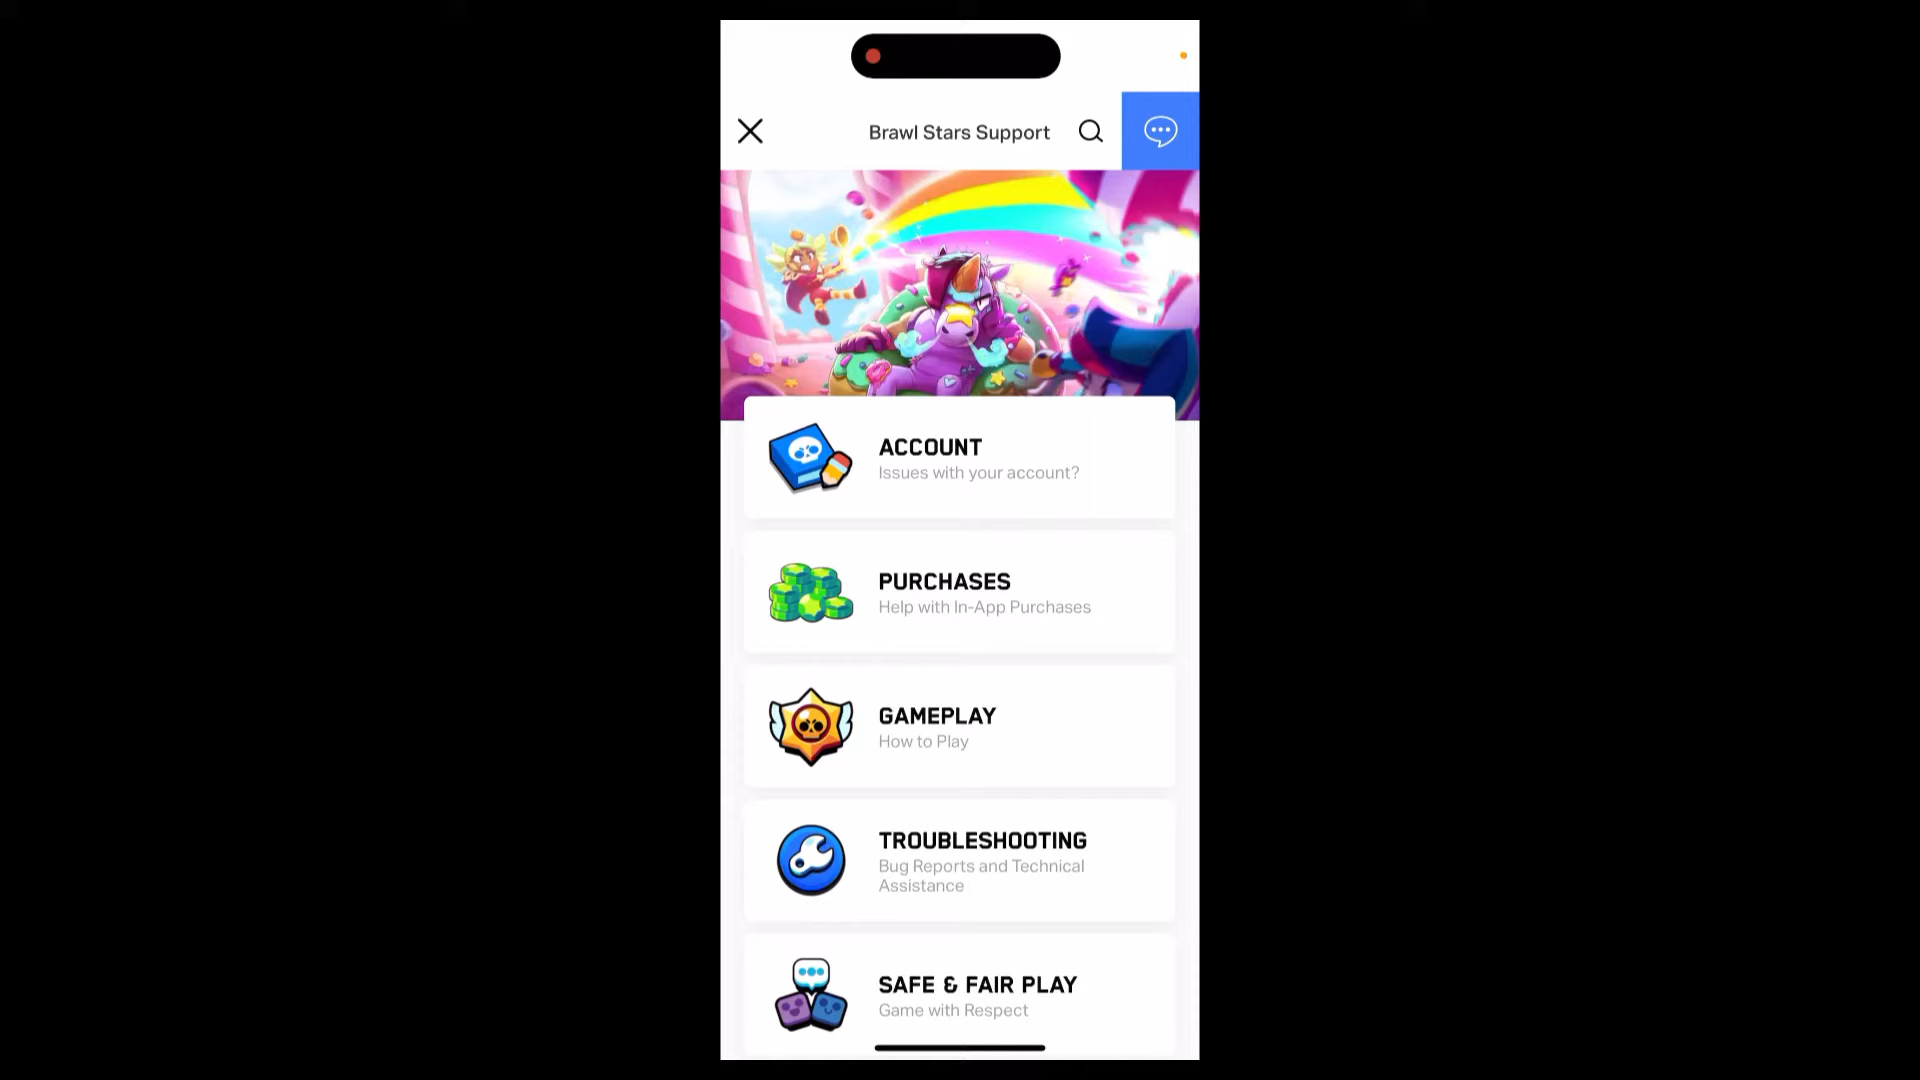 Brawl Stars Support
ACCOUNT
Issues with your account?
PURCHASES
Help with In-App Purchases
GAMEPLAY
How to Play
TROUBLESHOOTING
Bug Reports and Technical
Assistance
SAFE & FAIR PLAY
Game with Respect